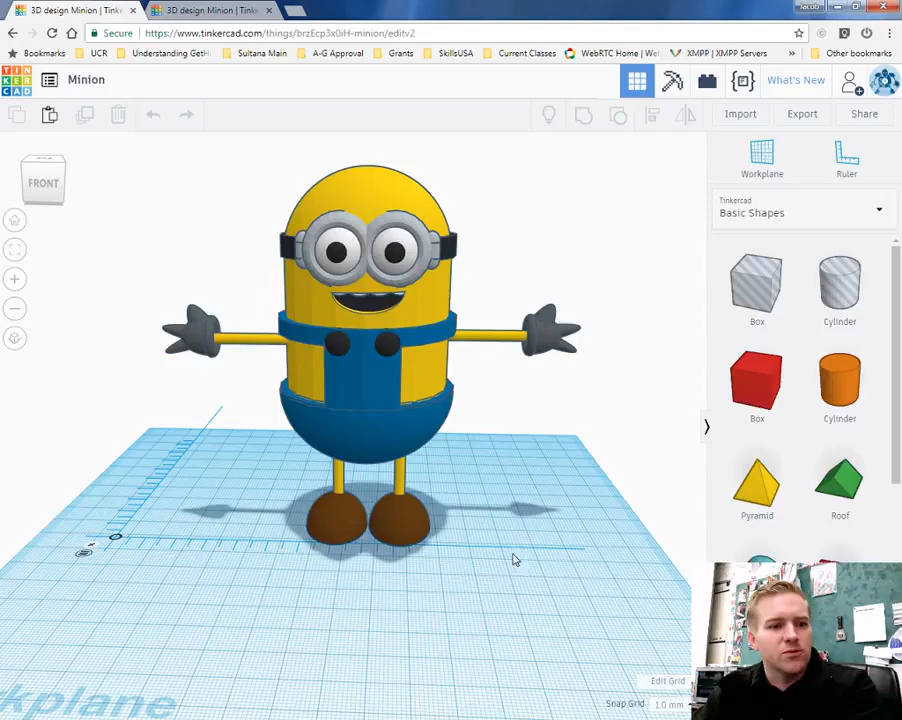 Jacob
3D design Minion | Tinke
3D design Minion | Tinke
Secure
https://www.tinkercad.com/things/brzEcp3x0iH-minion/editv2
Bookmarks
UCR
Understanding GetM
Sultana Main
A-G Approval
Grants
SkillsUSA
Current Classes
WebRTC Home | We
XMPP | XMPP Servers
Other bookmarks
TIN
KER
CAD
Minion
What's New
Import
Export
Share
FRONT
Workplane
Ruler
Tinkercad
Basic Shapes
Box
Cylinder
Box
Cylinder
Pyramid
Roof
Edit Grid
Snap Grid
1.0 mm
rkplane